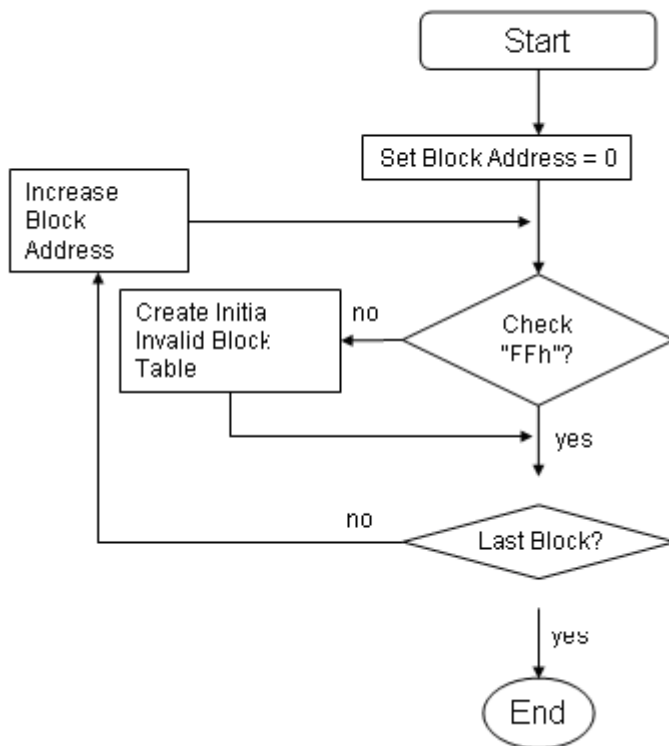 Start
Set Block Address = 0
Increase
Block
Address
Create Initia
Invalid Block
Table
no
Check
"FFh"?
yes
no
Last Block?
yes
End